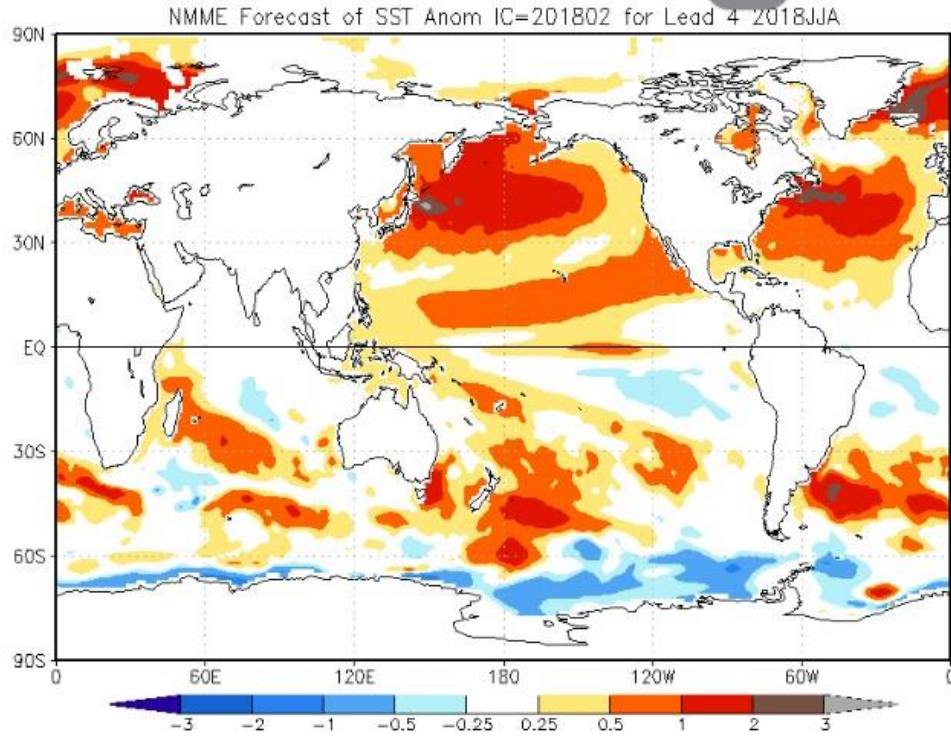 NMME Forecast of SST Anom IC=201802 for Lead 4 2018JJA
90N
60N
30N
EQ
30S
60S
90S
0 60E 120E 180 120W 60W 0
-3 -2 -1 -0.5 -0.25 0.25 0.5 1 2 3